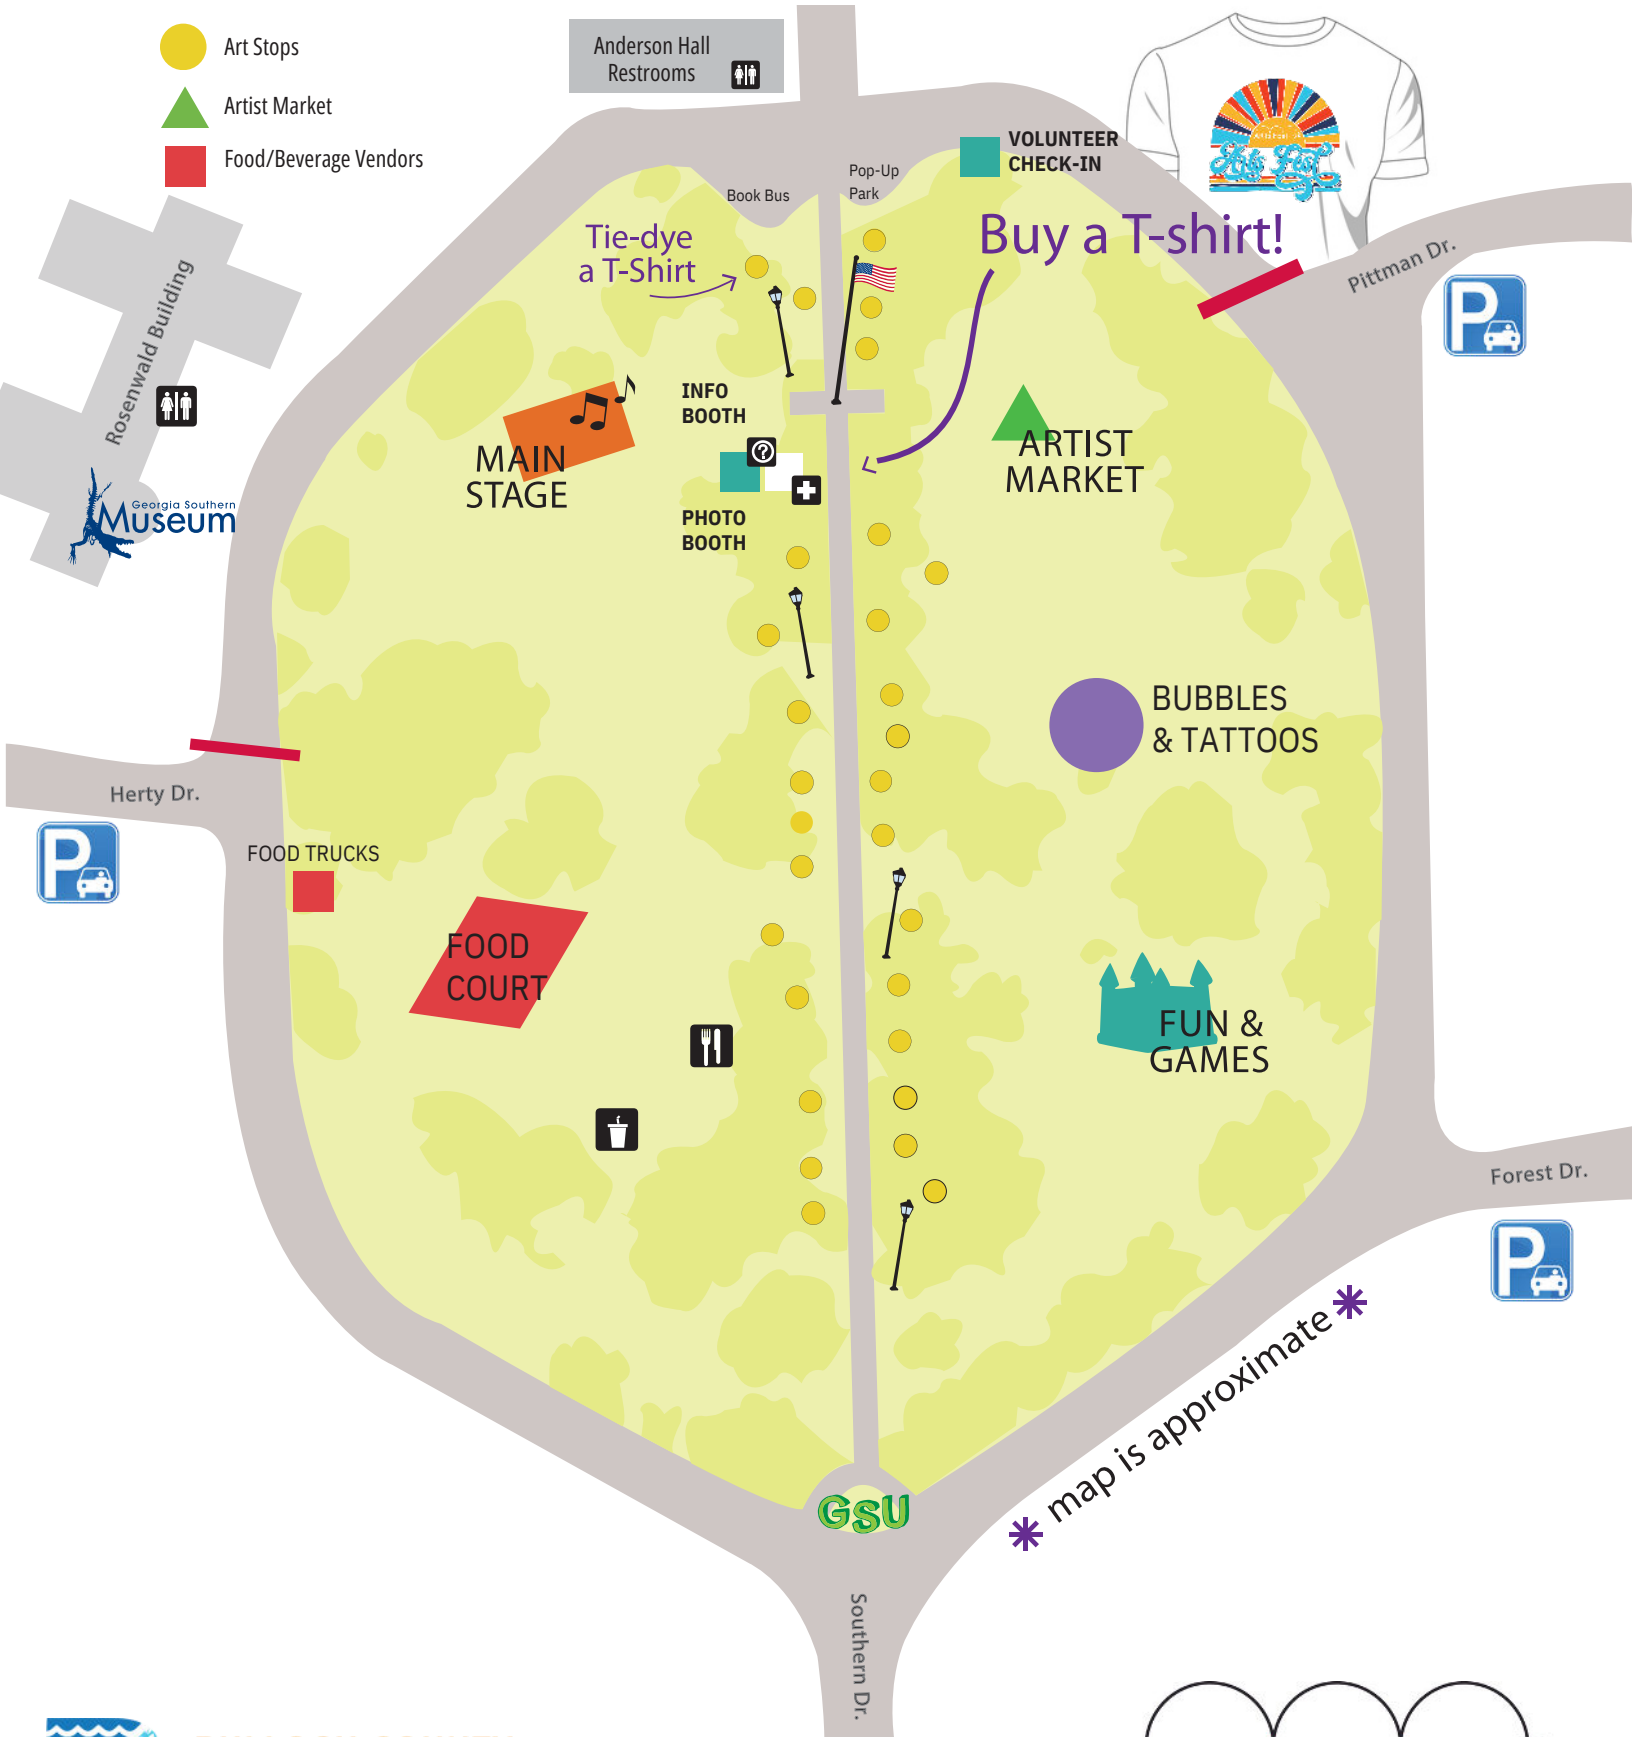 Art Stops
Artist Market
Food/Beverage Vendors
Anderson Hall
Restrooms
VOLUNTEER
CHECK-IN
Arts Fest
Book Bus
Pop-Up
Park
Tie-dye
a T-Shirt
Buy a T-shirt!
Pittman Dr.
P
Rosenwald Building
INFO
BOOTH
?
MAIN
STAGE
ARTIST
MARKET
Georgia Southern
Museum
PHOTO
BOOTH
BUBBLES
& TATTOOS
Herty Dr.
P
FOOD TRUCKS
FOOD
COURT
FUN &
GAMES
Forest Dr.
P
* map is approximate *
GSU
Southern Dr.